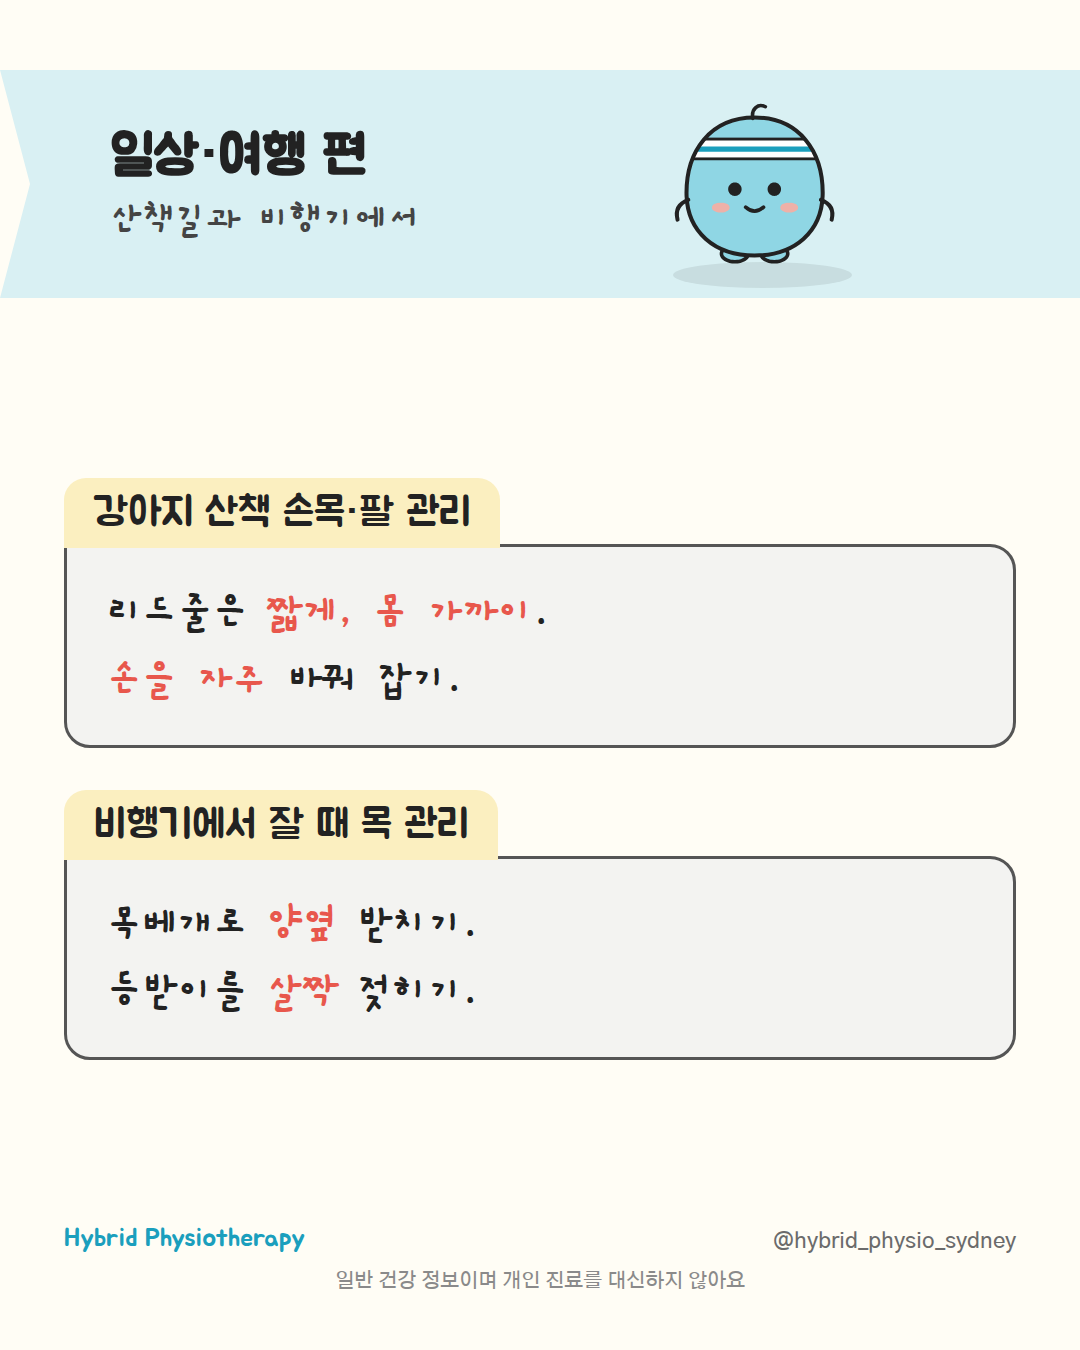 일상·여행 편
산책길과 비행기에서
강아지 산책 손목·팔 관리
리드줄은 짧게, 몸 가까이.
손을 자주 바꿔 잡기.
비행기에서 잘 때 목 관리
목베개로 양옆 받치기.
등받이를 살짝 젖히기.
Hybrid Physiotherapy
@hybrid_physio_sydney
일반 건강 정보이며 개인 진료를 대신하지 않아요